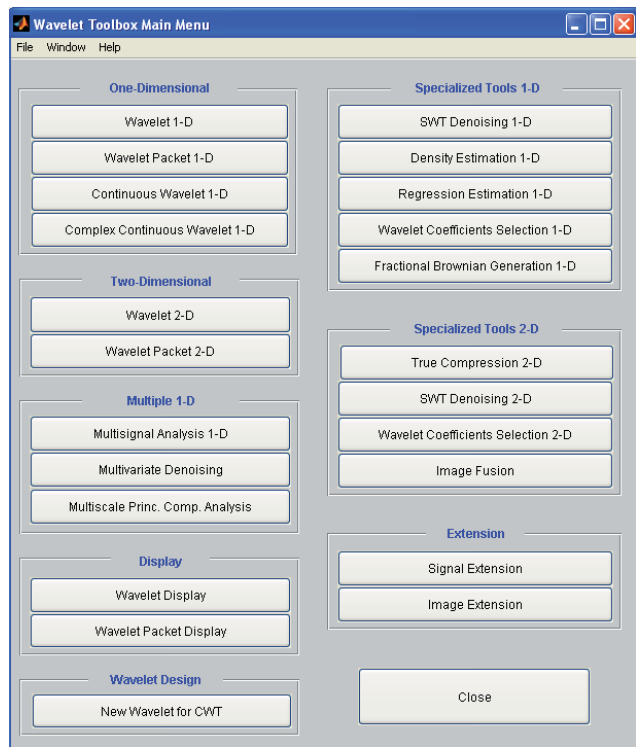 Wavelet Toolbox Main Menu
File Window Help
One-Dimensional
Wavelet 1-D
Wavelet Packet 1-D
Continuous Wavelet 1-D
Complex Continuous Wavelet 1-D
Two-Dimensional
Wavelet 2-D
Wavelet Packet 2-D
Multiple 1-D
Multisignal Analysis 1-D
Multivariate Denoising
Multiscale Princ. Comp. Analysis
Display
Wavelet Display
Wavelet Packet Display
Wavelet Design
New Wavelet for CWT
Specialized Tools 1-D
SWT Denoising 1-D
Density Estimation 1-D
Regression Estimation 1-D
Wavelet Coefficients Selection 1-D
Fractional Brownian Generation 1-D
Specialized Tools 2-D
True Compression 2-D
SWT Denoising 2-D
Wavelet Coefficients Selection 2-D
Image Fusion
Extension
Signal Extension
Image Extension
Close